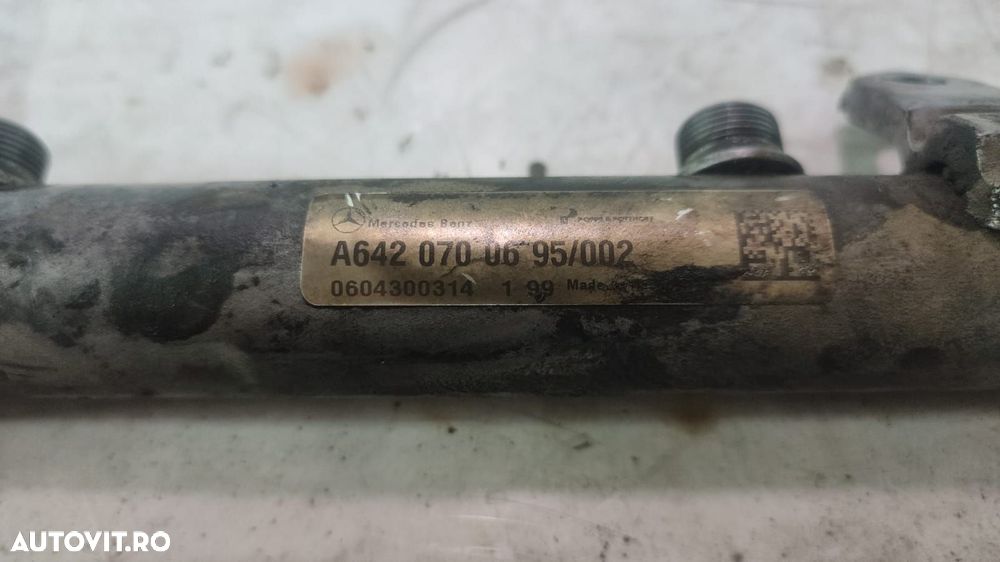 Mercedes Benz
A642 070 06 95/002
0604300314 1 99 Made
AUTOVIT.RO